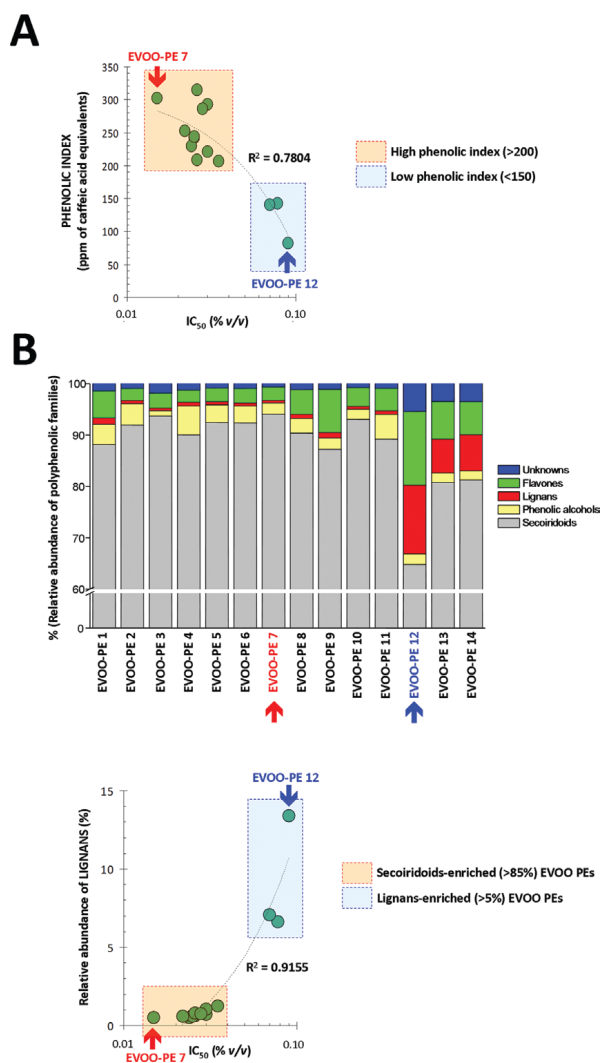 A
EVOO-PE 7
350
300
250
200
150
100
50
0
PHENOLIC INDEX
(ppm of caffeic acid equivalents)
R² = 0.7804
EVOO-PE 12
0.01
0.10
IC₅₀ (% v/v)
High phenolic index (>200)
Low phenolic index (<150)
B
100
90
80
70
60
0
% (Relative abundance of polyphenolic families)
Unknowns
Flavones
Lignans
Phenolic alcohols
Secoiridoids
EVOO-PE 1
EVOO-PE 2
EVOO-PE 3
EVOO-PE 4
EVOO-PE 5
EVOO-PE 6
EVOO-PE 7
EVOO-PE 8
EVOO-PE 9
EVOO-PE 10
EVOO-PE 11
EVOO-PE 12
EVOO-PE 13
EVOO-PE 14
EVOO-PE 12
15
10
5
0
Relative abundance of LIGNANS (%)
R² = 0.9155
0.01
0.10
EVOO-PE 7
IC₅₀ (% v/v)
Secoiridoids-enriched (>85%) EVOO PEs
Lignans-enriched (>5%) EVOO PEs